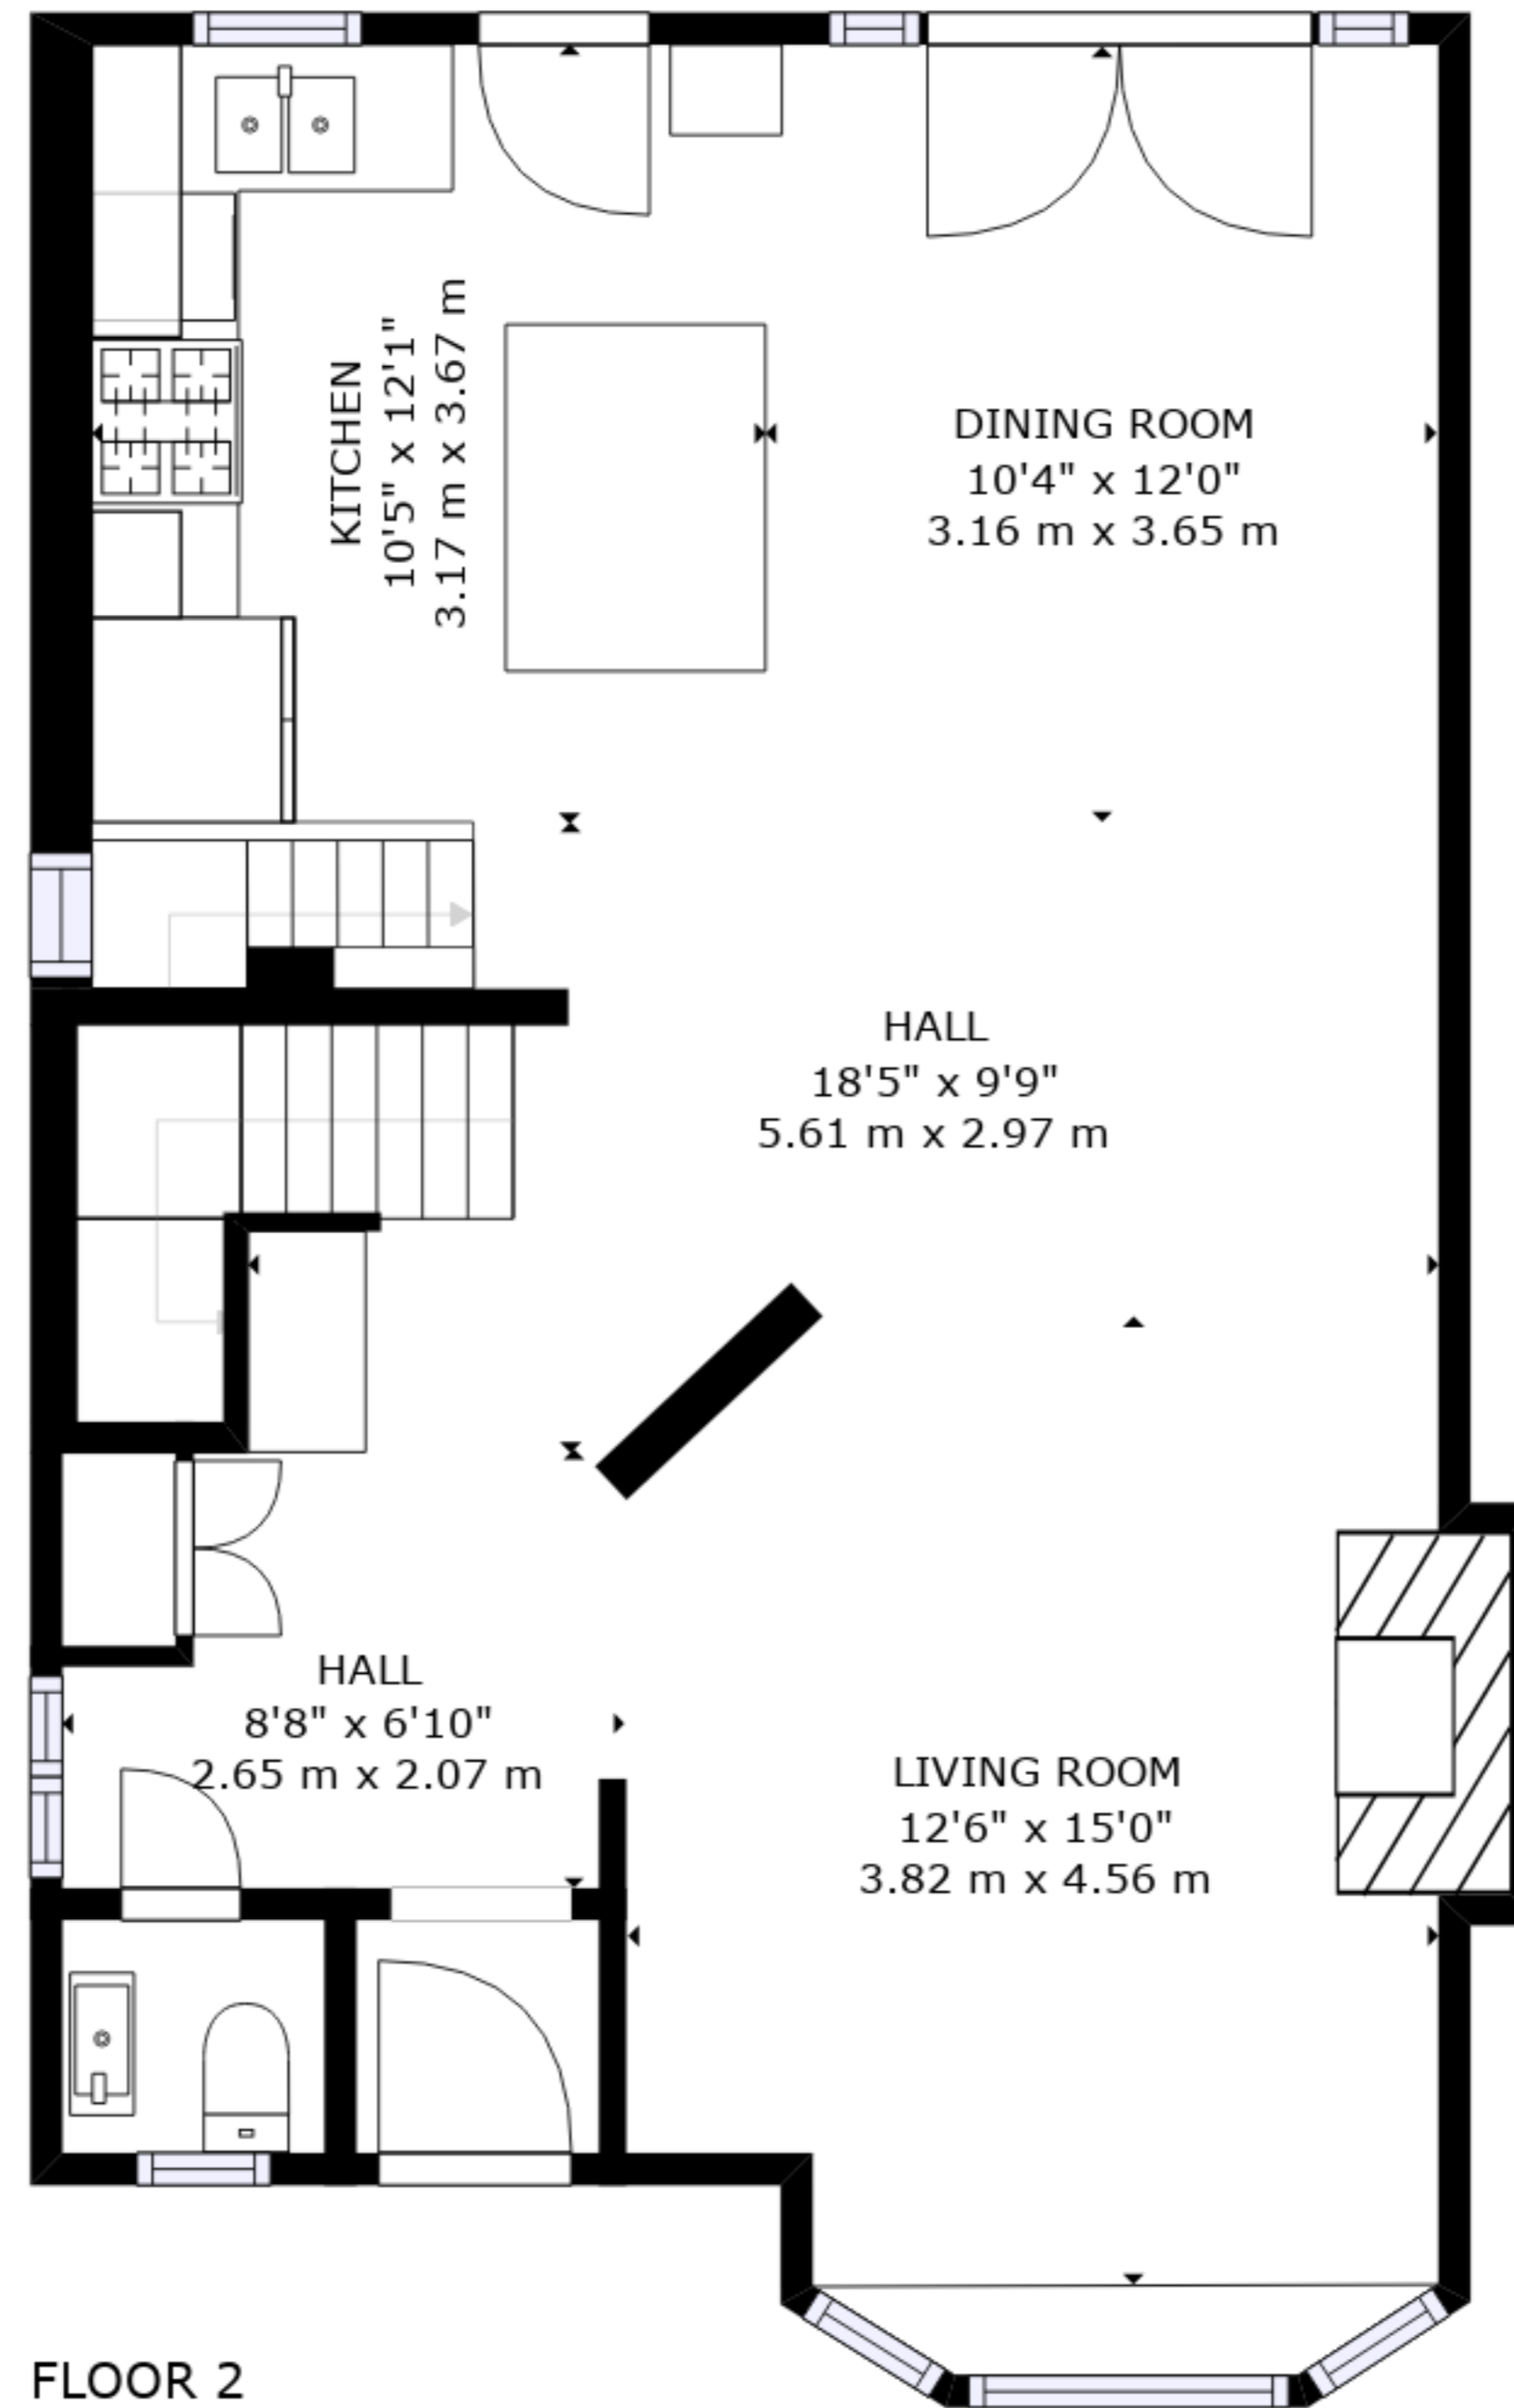 KITCHEN
10'5" x 12'1"
3.17 m x 3.67 m
DINING ROOM
10'4" x 12'0"
3.16 m x 3.65 m
HALL
18'5" x 9'9"
5.61 m x 2.97 m
HALL
8'8" x 6'10"
2.65 m x 2.07 m
LIVING ROOM
12'6" x 15'0"
3.82 m x 4.56 m
FLOOR 2